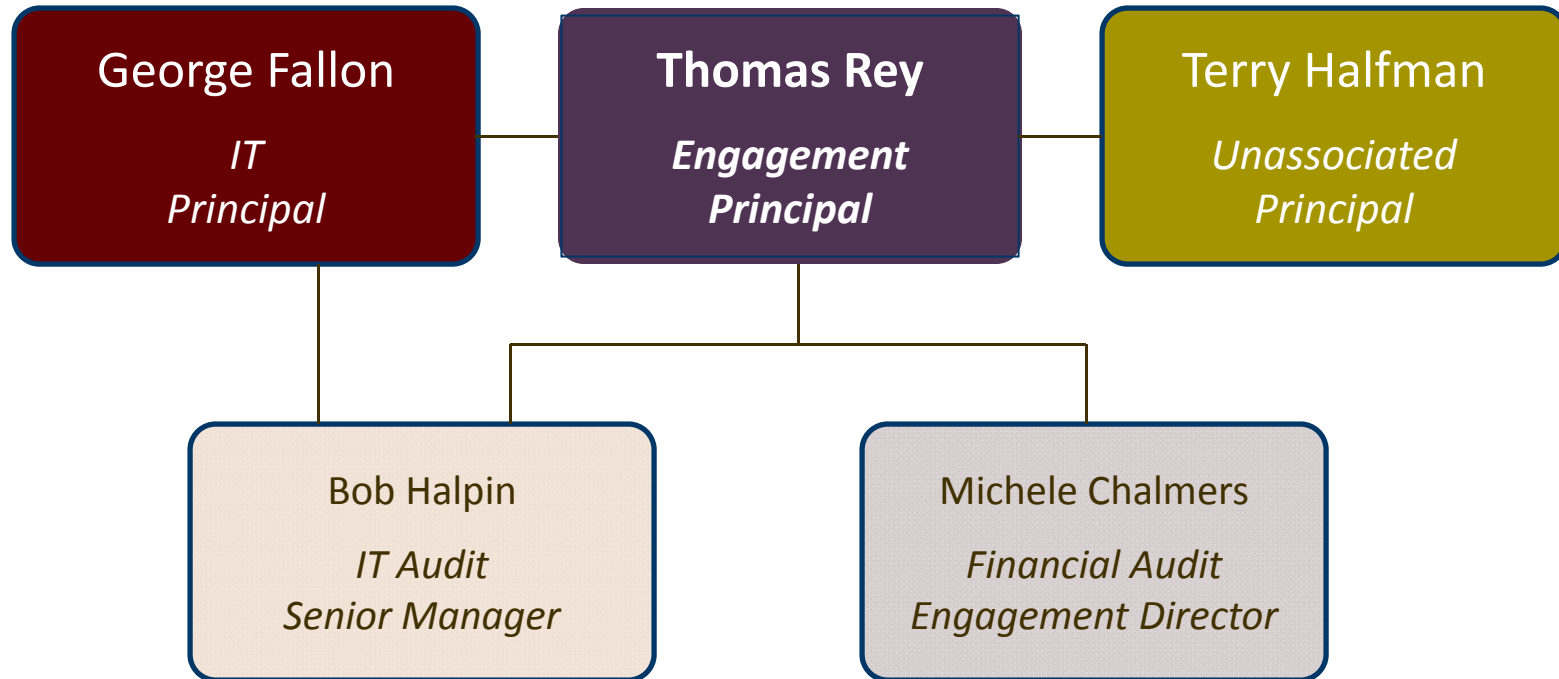 George Fallon
IT
Principal
Thomas Rey
Engagement
Principal
Terry Halfman
Unassociated
Principal
Bob Halpin
IT Audit
Senior Manager
Michele Chalmers
Financial Audit
Engagement Director